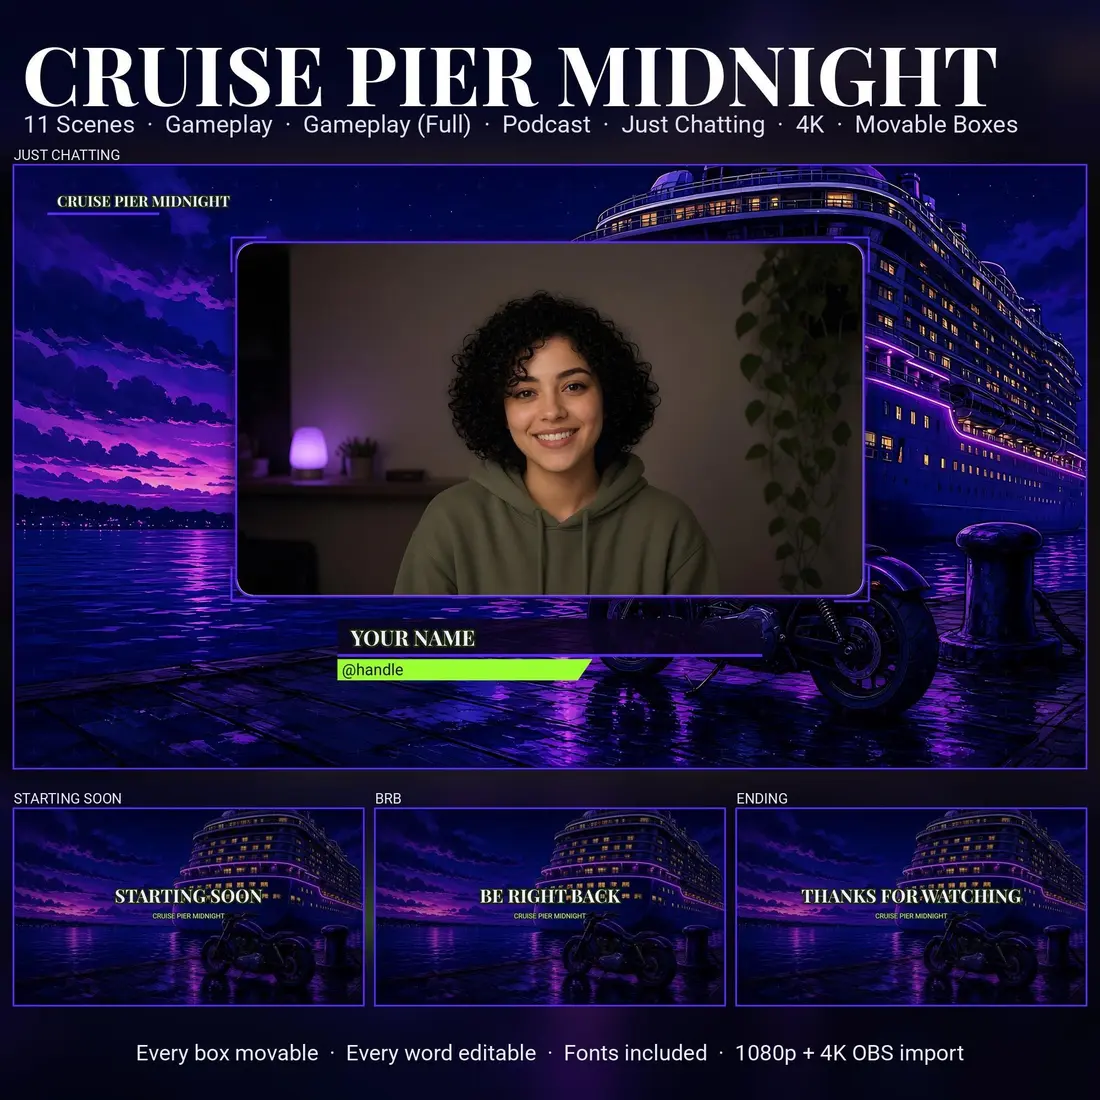 CRUISE PIER MIDNIGHT
11 Scenes · Gameplay · Gameplay (Full) · Podcast · Just Chatting · 4K · Movable Boxes
JUST CHATTING
CRUISE PIER MIDNIGHT
YOUR NAME
@handle
STARTING SOON
BRB
ENDING
STARTING SOON
CRUISE PIER MIDNIGHT
BE RIGHT BACK
CRUISE PIER MIDNIGHT
THANKS FOR WATCHING
CRUISE PIER MIDNIGHT
Every box movable · Every word editable · Fonts included · 1080p + 4K OBS import